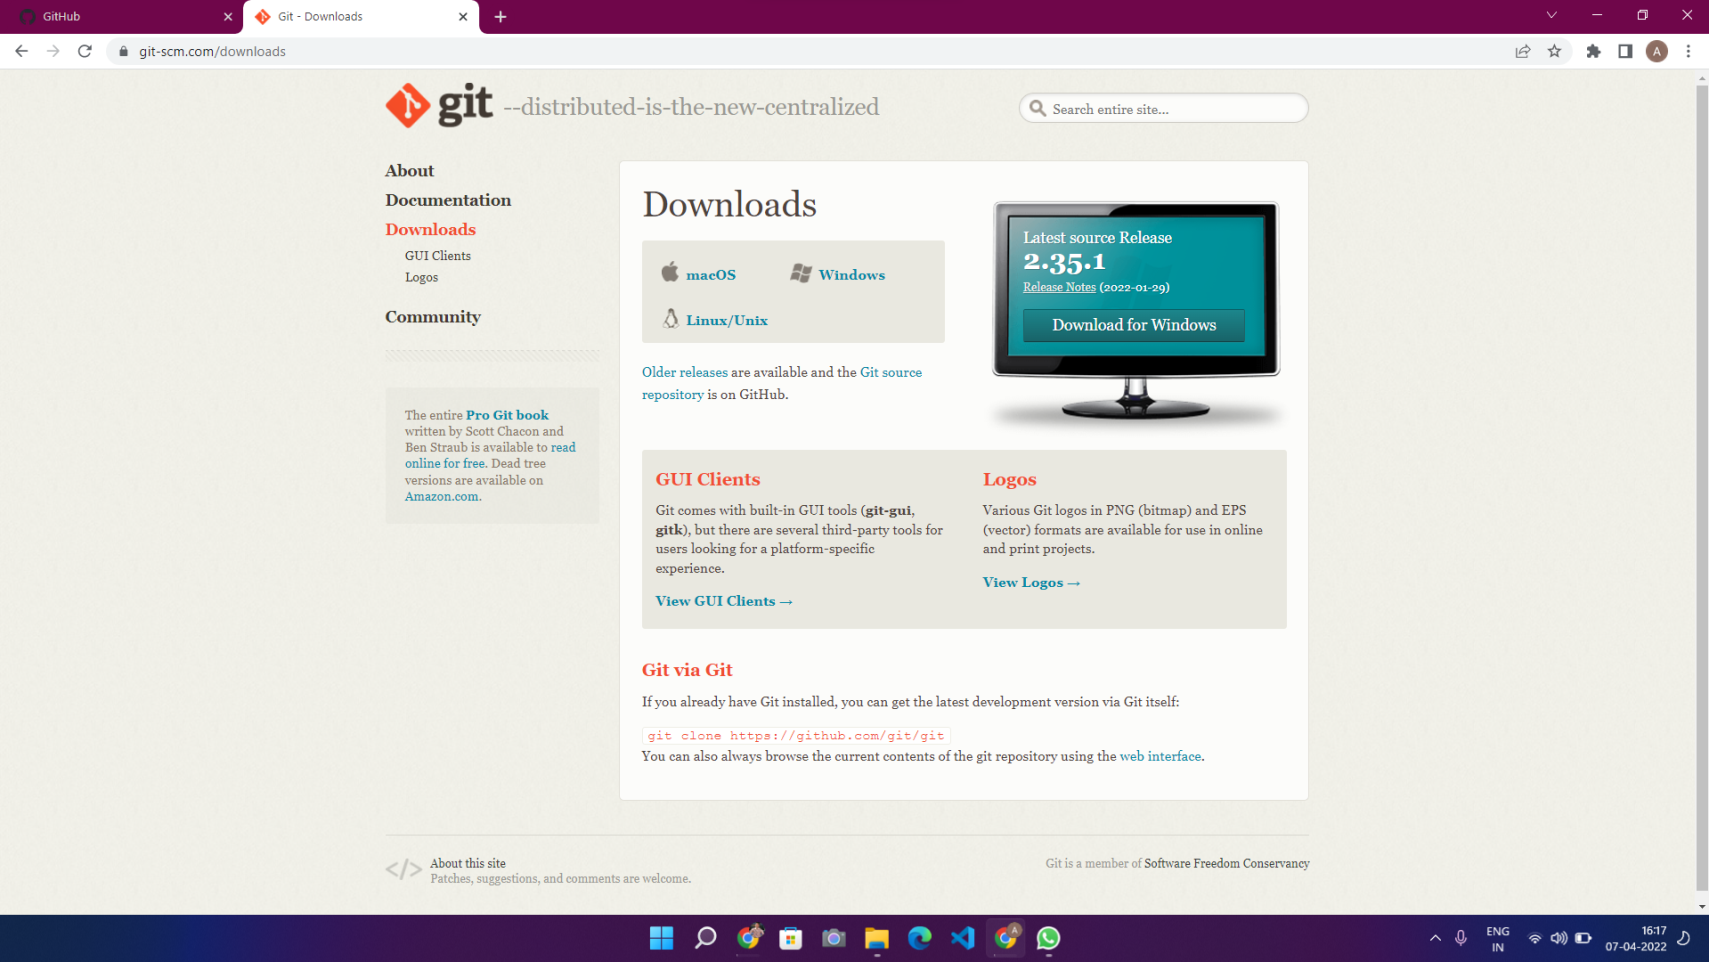 GitHub
Git - Downloads
git-scm.com/downloads
A
git --distributed-is-the-new-centralized
Search entire site...
About
Documentation
Downloads
GUI Clients
Logos
Community
The entire Pro Git book
written by Scott Chacon and
Ben Straub is available to read
online for free. Dead tree
versions are available on
Amazon.com.
Downloads
macOS
Windows
Linux/Unix
Older releases are available and the Git source
repository is on GitHub.
Latest source Release
2.35.1
Release Notes (2022-01-29)
Download for Windows
GUI Clients
Git comes with built-in GUI tools (git-gui,
gitk), but there are several third-party tools for
users looking for a platform-specific
experience.
View GUI Clients →
Logos
Various Git logos in PNG (bitmap) and EPS
(vector) formats are available for use in online
and print projects.
View Logos →
Git via Git
If you already have Git installed, you can get the latest development version via Git itself:
git clone https://github.com/git/git
You can also always browse the current contents of the git repository using the web interface.
</> About this site
Patches, suggestions, and comments are welcome.
Git is a member of Software Freedom Conservancy
A
ENG
IN
16:17
07-04-2022